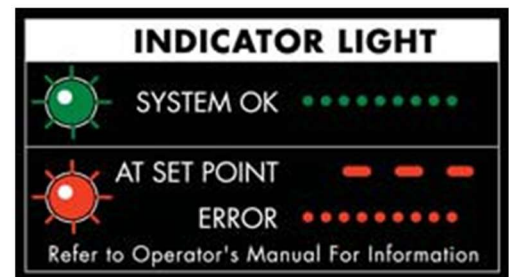 INDICATOR LIGHT
SYSTEM OK
AT SET POINT
ERROR
Refer to Operator's Manual For Information